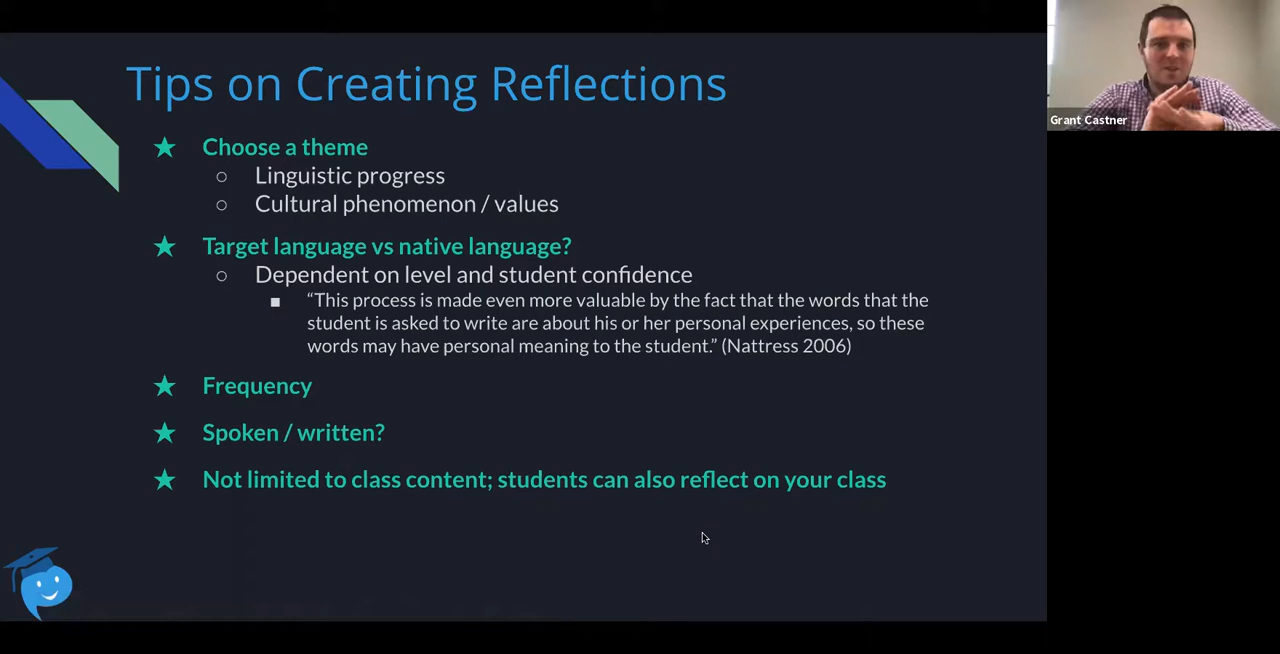 Tips on Creating Reflections
Choose a theme
Linguistic progress
Cultural phenomenon / values
Target language vs native language?
Dependent on level and student confidence
“This process is made even more valuable by the fact that the words that the
student is asked to write are about his or her personal experiences, so these
words may have personal meaning to the student.” (Nattress 2006)
Frequency
Spoken / written?
Not limited to class content; students can also reflect on your class
Grant Castner